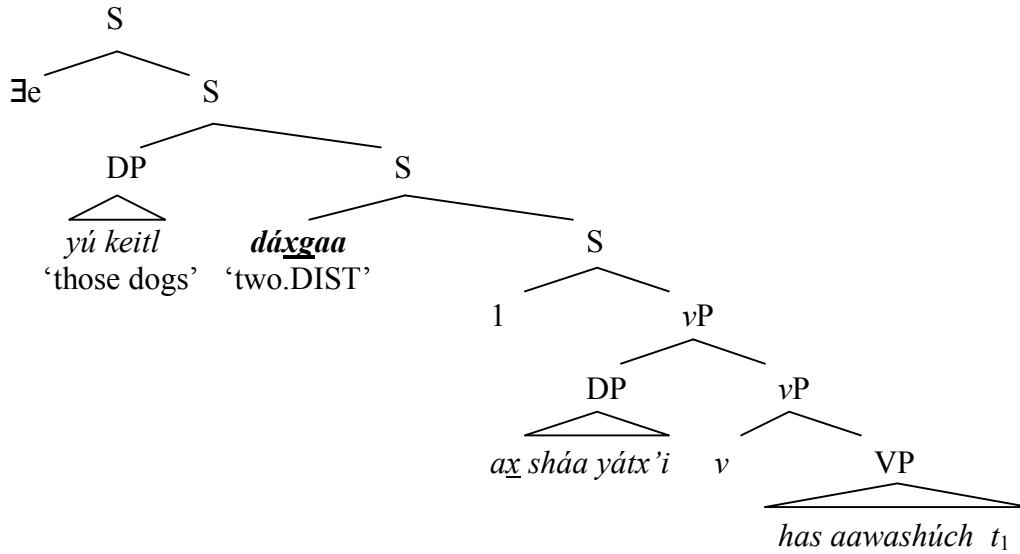 S
∃e S
DP S
yú keitl dáxgaa S
‘those dogs’ ‘two.DIST’
1 vP
DP vP
ax sháa yátx’i v VP
has aawashúch t₁